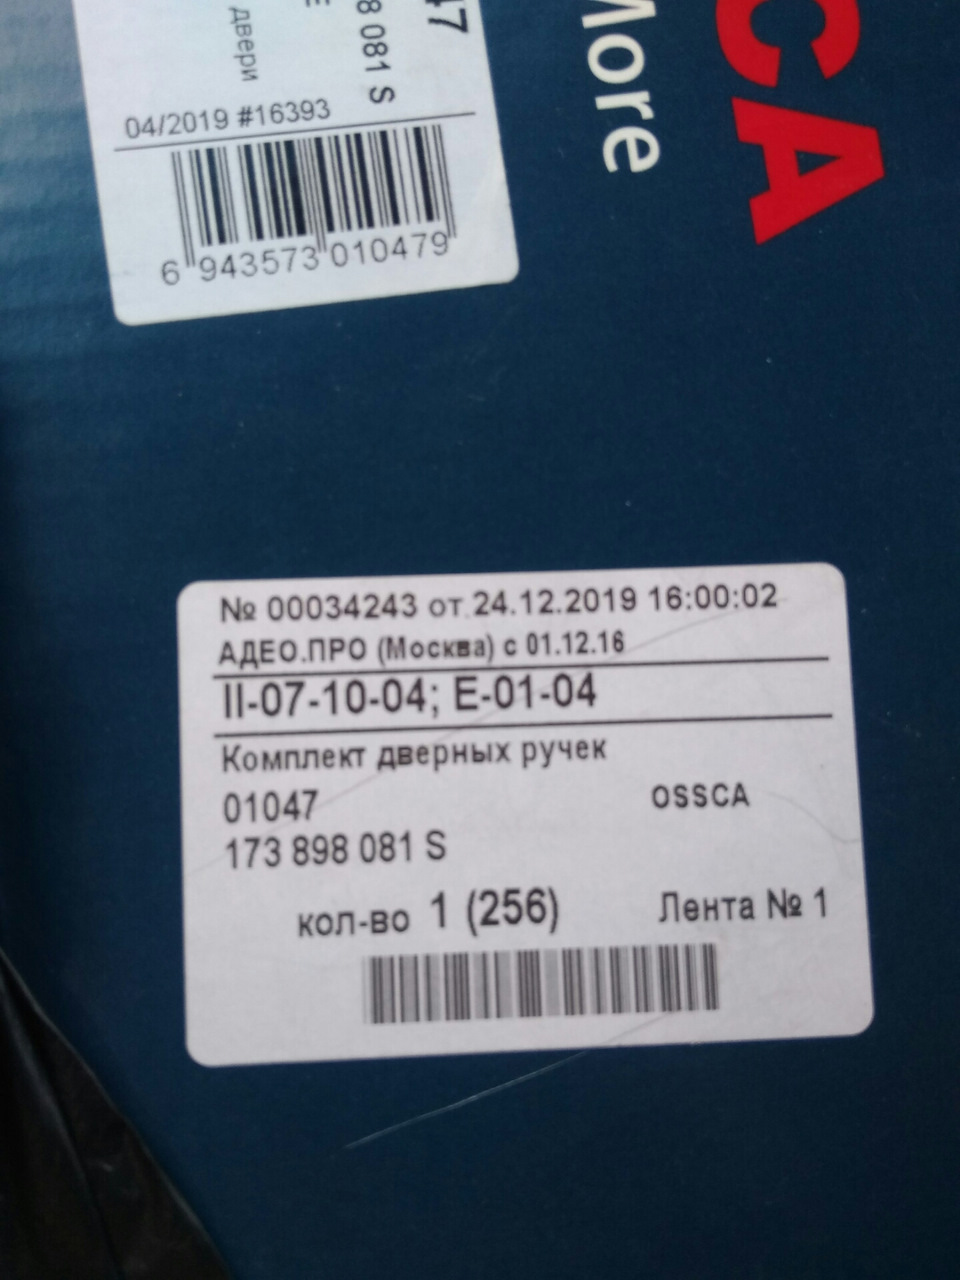 47
8 081 S
E
двери
04/2019 #16393
6 943573 010479
More
CA
№ 00034243 от 24.12.2019 16:00:02
АДЕО.ПРО (Москва) с 01.12.16
II-07-10-04; E-01-04
Комплект дверных ручек
01047 OSSCA
173 898 081 S
кол-во 1 (256) Лента № 1